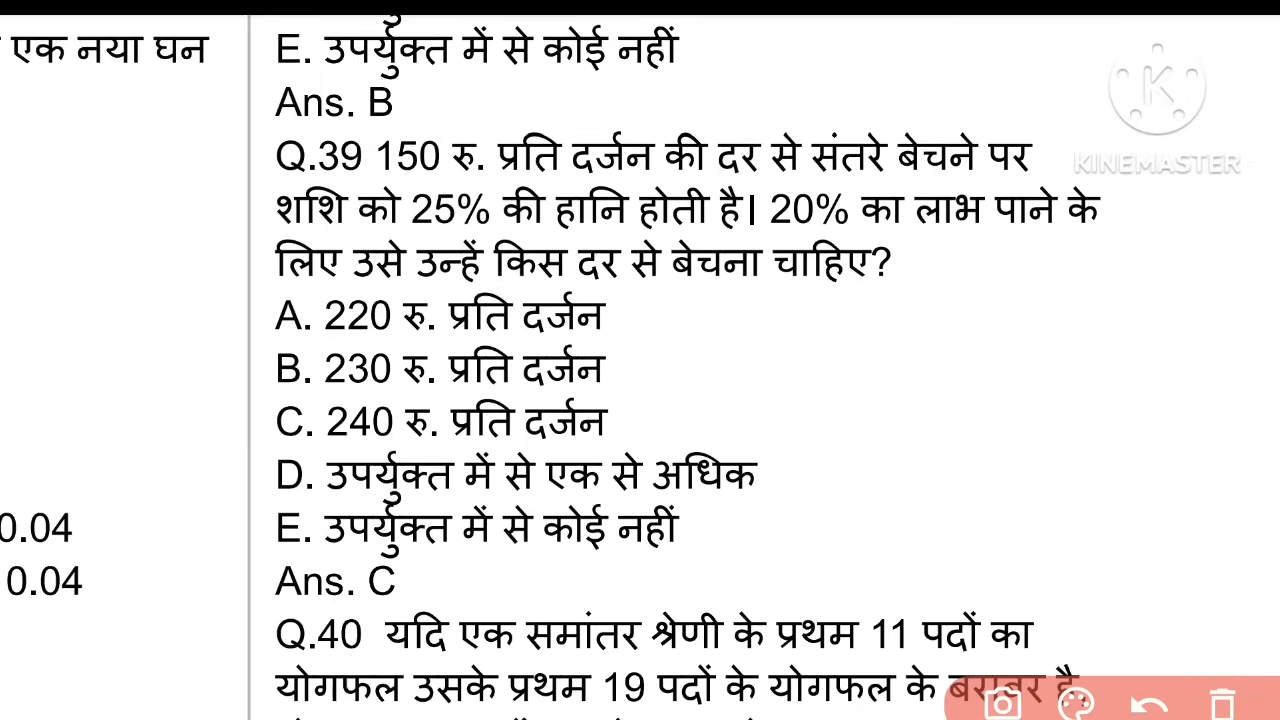 एक नया घन
0.04
0.04
E. उपर्युक्त में से कोई नहीं
Ans. B
Q.39 150 रु. प्रति दर्जन की दर से संतरे बेचने पर
शशि को 25% की हानि होती है। 20% का लाभ पाने के
लिए उसे उन्हें किस दर से बेचना चाहिए?
A. 220 रु. प्रति दर्जन
B. 230 रु. प्रति दर्जन
C. 240 रु. प्रति दर्जन
D. उपर्युक्त में से एक से अधिक
E. उपर्युक्त में से कोई नहीं
Ans. C
Q.40 यदि एक समांतर श्रेणी के प्रथम 11 पदों का
योगफल उसके प्रथम 19 पदों के योगफल के बराबर है,
K
KINEMASTER